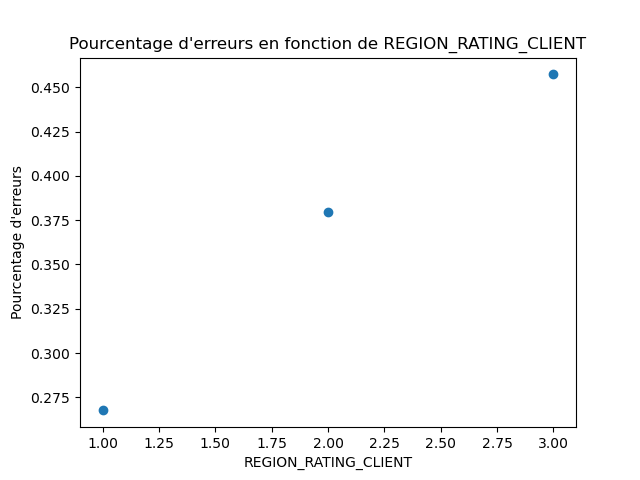 Pourcentage d'erreurs en fonction de REGION_RATING_CLIENT
Pourcentage d'erreurs
0.450
0.425
0.400
0.375
0.350
0.325
0.300
0.275
1.00 1.25 1.50 1.75 2.00 2.25 2.50 2.75 3.00
REGION_RATING_CLIENT